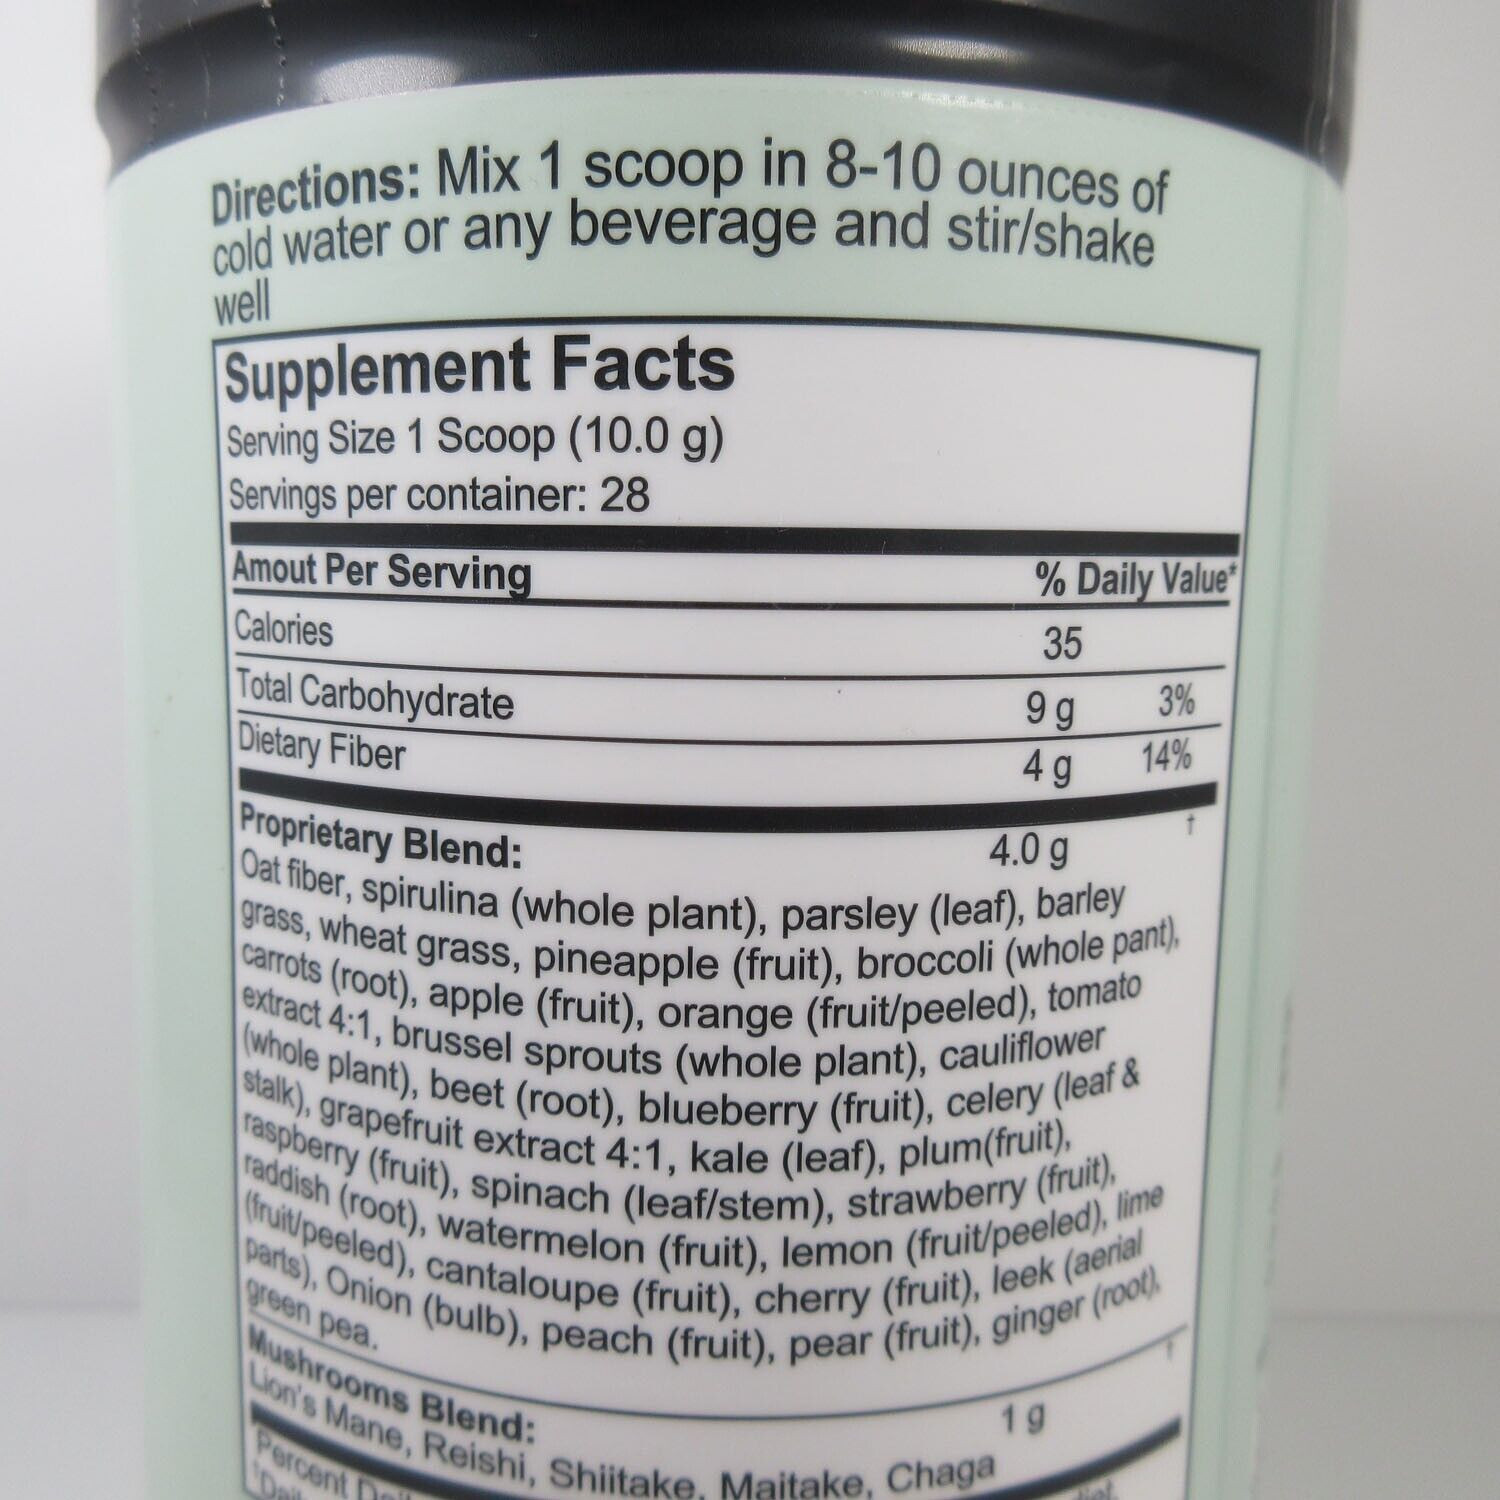 Directions: Mix 1 scoop in 8-10 ounces of
cold water or any beverage and stir/shake
well
Supplement Facts
Serving Size 1 Scoop (10.0 g)
Servings per container: 28
Amout Per Serving % Daily Value*
Calories 35
Total Carbohydrate 9 g 3%
Dietary Fiber 4 g 14%
Proprietary Blend: 4.0 g †
Oat fiber, spirulina (whole plant), parsley (leaf), barley
grass, wheat grass, pineapple (fruit), broccoli (whole pant),
carrots (root), apple (fruit), orange (fruit/peeled), tomato
extract 4:1, brussel sprouts (whole plant), cauliflower
(whole plant), beet (root), blueberry (fruit), celery (leaf &
stalk), grapefruit extract 4:1, kale (leaf), plum(fruit),
raspberry (fruit), spinach (leaf/stem), strawberry (fruit),
raddish (root), watermelon (fruit), lemon (fruit/peeled), lime
(fruit/peeled), cantaloupe (fruit), cherry (fruit), leek (aerial
parts), Onion (bulb), peach (fruit), pear (fruit), ginger (root),
green pea.
Mushrooms Blend: 1 g †
Lion's Mane, Reishi, Shiitake, Maitake, Chaga
Percent